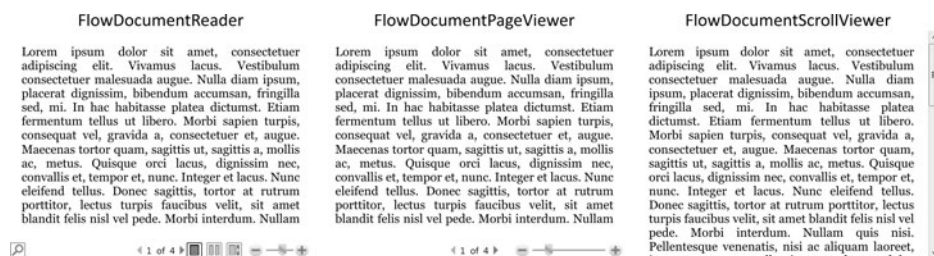 FlowDocumentReader
Lorem ipsum dolor sit amet, consectetuer
adipiscing elit. Vivamus lacus. Vestibulum
consectetuer malesuada augue. Nulla diam ipsum,
placerat dignissim, bibendum accumsan, fringilla
sed, mi. In hac habitasse platea dictumst. Etiam
fermentum tellus ut libero. Morbi sapien turpis,
consequat vel, gravida a, consectetuer et, augue.
Maecenas tortor quam, sagittis ut, sagittis a, mollis
ac, metus. Quisque orci lacus, dignissim nec,
convallis et, tempor et, nunc. Integer et lacus. Nunc
eleifend tellus. Donec sagittis, tortor at rutrum
porttitor, lectus turpis faucibus velit, sit amet
blandit felis nisl vel pede. Morbi interdum. Nullam
1 of 4
FlowDocumentPageViewer
Lorem ipsum dolor sit amet, consectetuer
adipiscing elit. Vivamus lacus. Vestibulum
consectetuer malesuada augue. Nulla diam ipsum,
placerat dignissim, bibendum accumsan, fringilla
sed, mi. In hac habitasse platea dictumst. Etiam
fermentum tellus ut libero. Morbi sapien turpis,
consequat vel, gravida a, consectetuer et, augue.
Maecenas tortor quam, sagittis ut, sagittis a, mollis
ac, metus. Quisque orci lacus, dignissim nec,
convallis et, tempor et, nunc. Integer et lacus. Nunc
eleifend tellus. Donec sagittis, tortor at rutrum
porttitor, lectus turpis faucibus velit, sit amet
blandit felis nisl vel pede. Morbi interdum. Nullam
1 of 4
FlowDocumentScrollViewer
Lorem ipsum dolor sit amet, consectetuer
adipiscing elit. Vivamus lacus. Vestibulum
consectetuer malesuada augue. Nulla diam
ipsum, placerat dignissim, bibendum accumsan,
fringilla sed, mi. In hac habitasse platea
dictumst. Etiam fermentum tellus ut libero.
Morbi sapien turpis, consequat vel, gravida a,
consectetuer et, augue. Maecenas tortor quam,
sagittis ut, sagittis a, mollis ac, metus. Quisque
orci lacus, dignissim nec, convallis et, tempor et,
nunc. Integer et lacus. Nunc eleifend tellus.
Donec sagittis, tortor at rutrum porttitor, lectus
turpis faucibus velit, sit amet blandit felis nisl vel
pede. Morbi interdum. Nullam quis nisi.
Pellentesque venenatis, nisi ac aliquam laoreet,